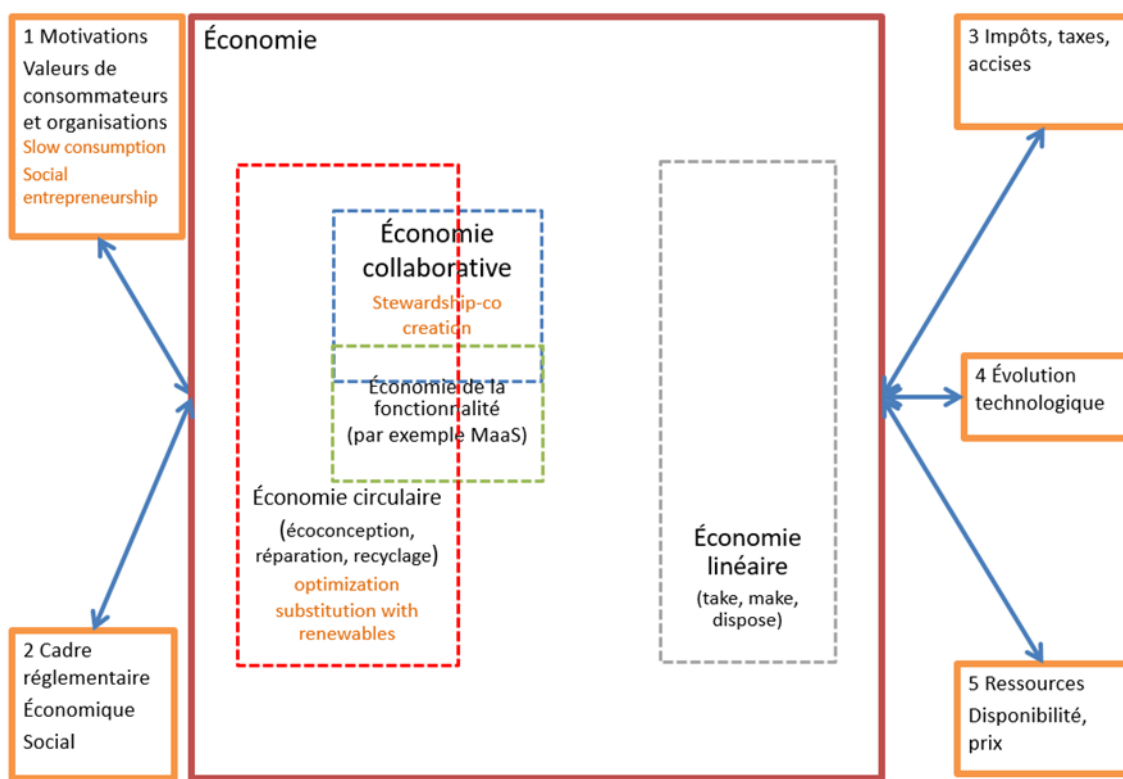 1 Motivations
Valeurs de
consommateurs
et organisations
Slow consumption
Social
entrepreneurship
2 Cadre
réglementaire
Économique
Social
Économie
Économie
collaborative
Stewardship-co
creation
Économie de la
fonctionnalité
(par exemple MaaS)
Économie circulaire
(écoconception,
réparation, recyclage)
optimization
substitution with
renewables
Économie
linéaire
(take, make,
dispose)
3 Impôts, taxes,
accises
4 Évolution
technologique
5 Ressources
Disponibilité,
prix